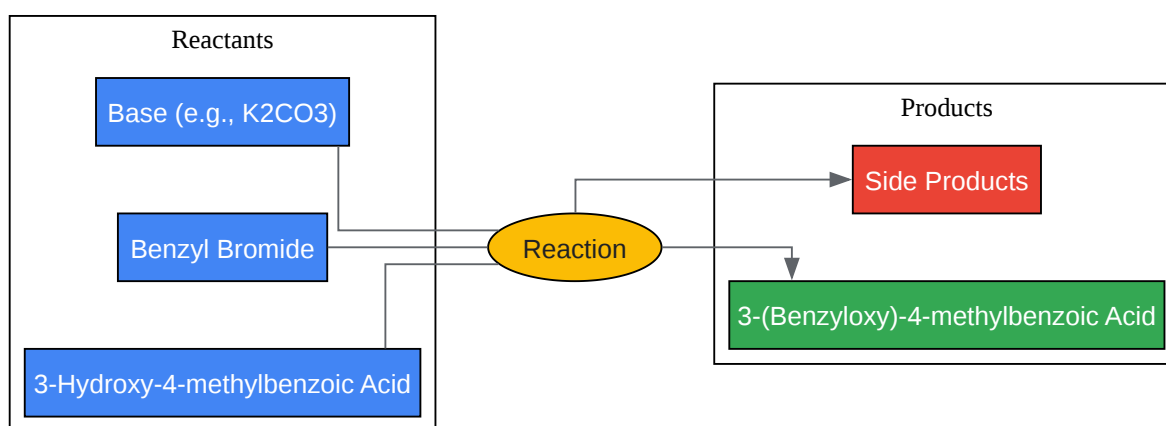 Reactants
Base (e.g., K2CO3)
Benzyl Bromide
3-Hydroxy-4-methylbenzoic Acid
Reaction
Products
Side Products
3-(Benzyloxy)-4-methylbenzoic Acid